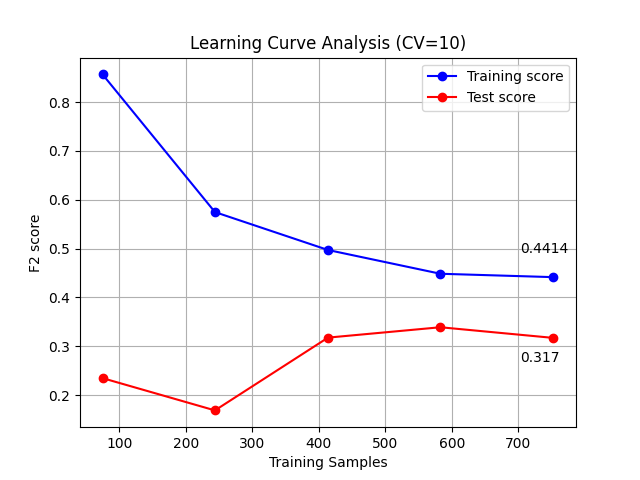 Learning Curve Analysis (CV=10)
Training score
Test score
0.8
0.7
0.6
0.5
0.4
0.3
0.2
F2 score
0.4414
0.317
100 200 300 400 500 600 700
Training Samples